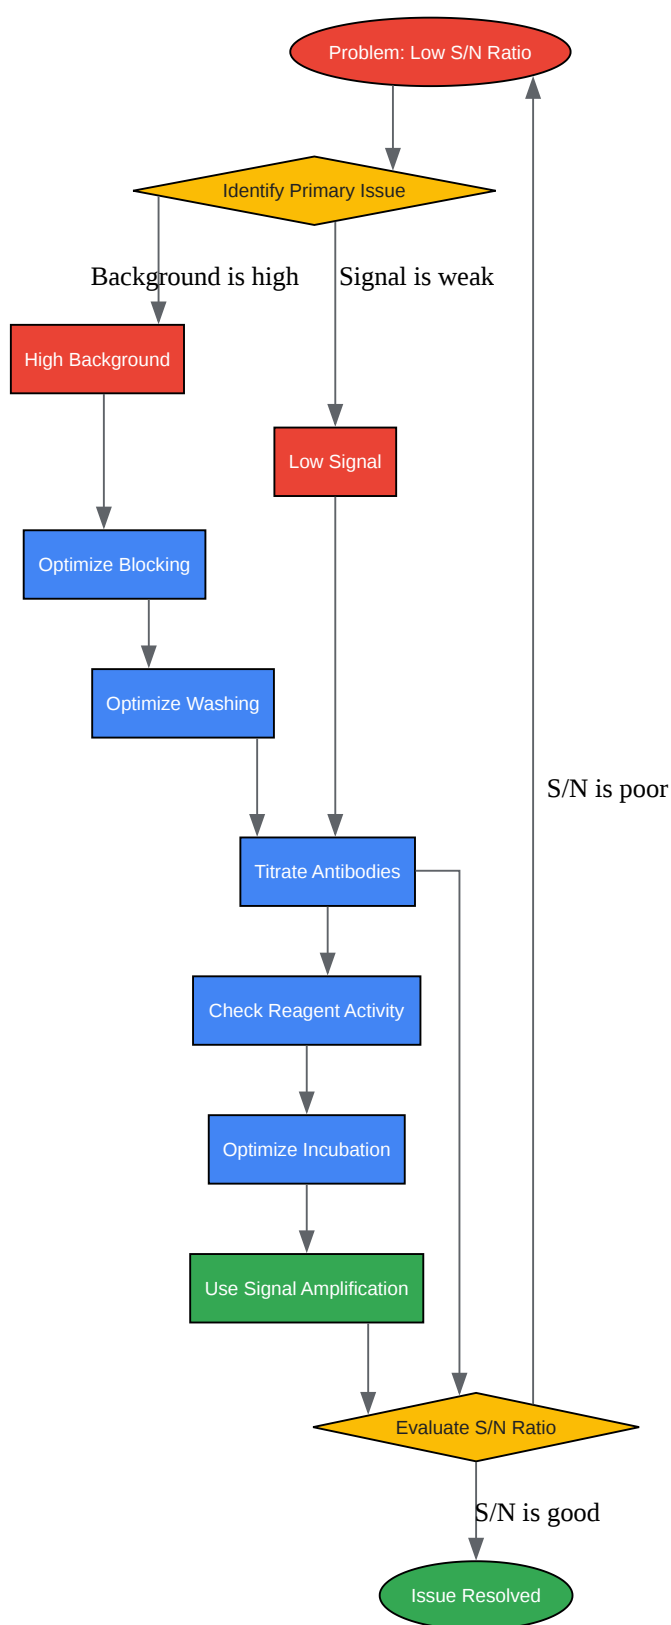 Problem: Low S/N Ratio
Identify Primary Issue
Background is high
Signal is weak
High Background
Low Signal
Optimize Blocking
Optimize Washing
S/N is poor
Titrate Antibodies
Check Reagent Activity
Optimize Incubation
Use Signal Amplification
Evaluate S/N Ratio
S/N is good
Issue Resolved